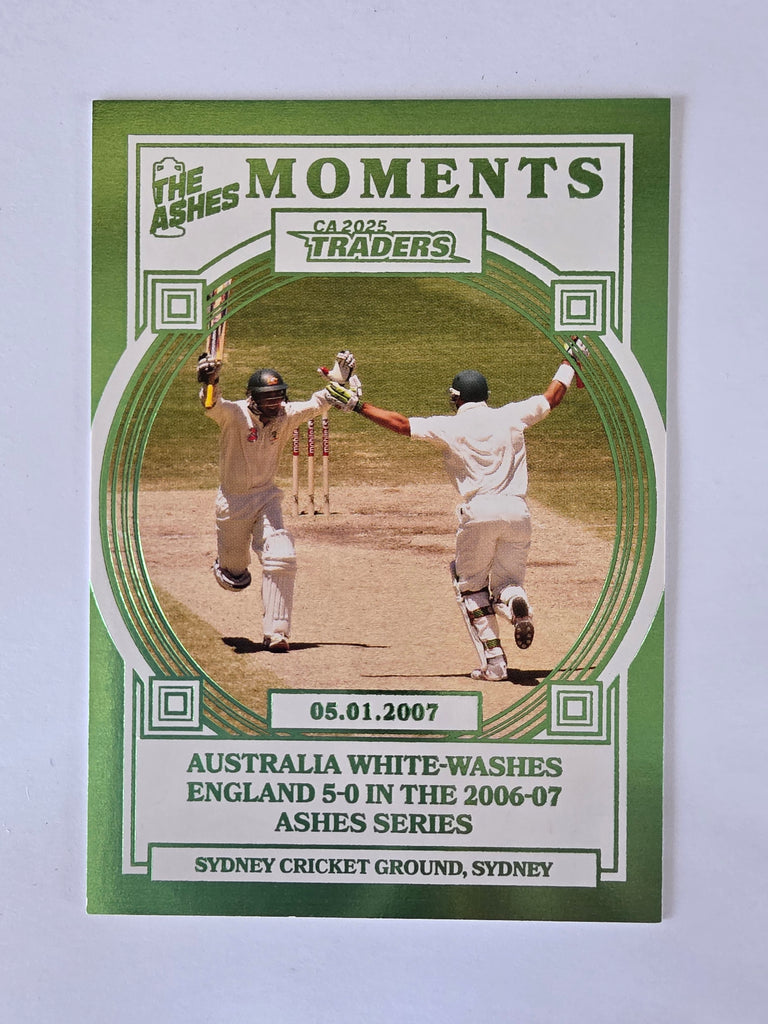 THE
ASHES
MOMENTS
CA 2025
TRADERS
05.01.2007
AUSTRALIA WHITE-WASHES
ENGLAND 5-0 IN THE 2006-07
ASHES SERIES
SYDNEY CRICKET GROUND, SYDNEY